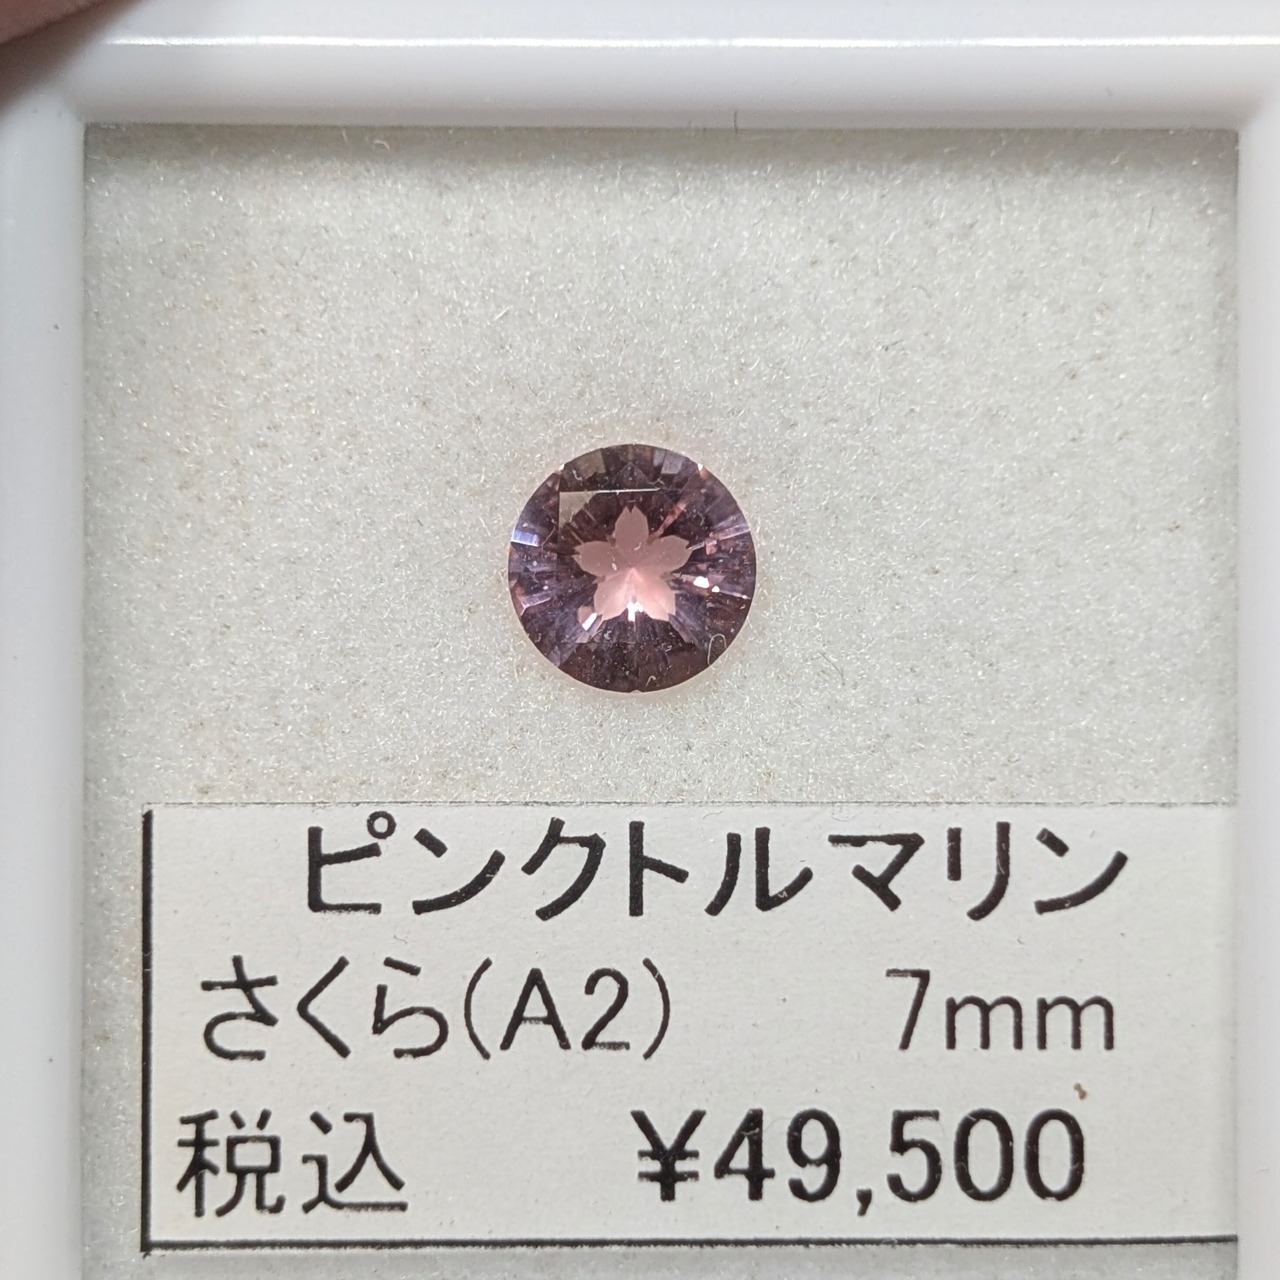 ピンクトルマリン
さくら(A2) 7mm
税込 ¥49,500